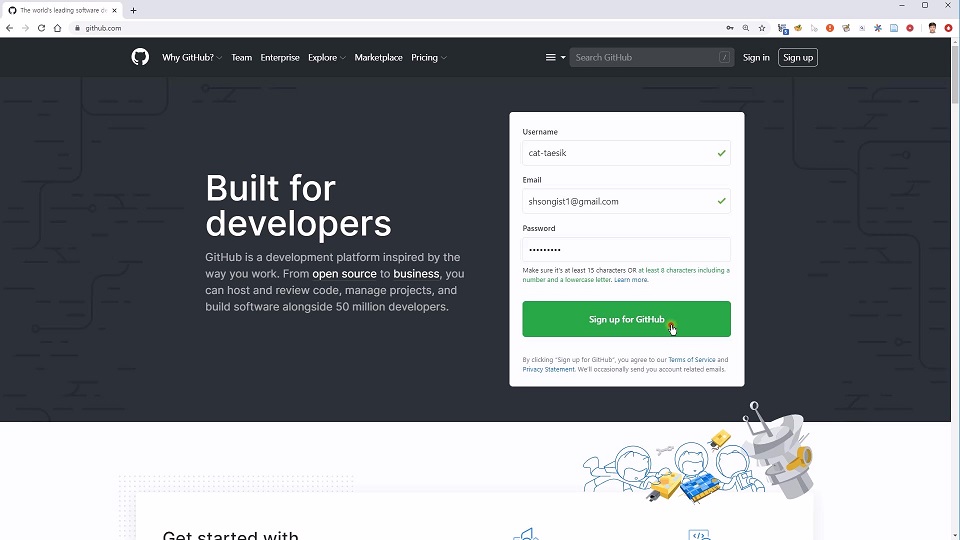 The world's leading software d
github.com
Why GitHub? Team Enterprise Explore Marketplace Pricing
Search GitHub /
Sign in Sign up
Built for
developers
GitHub is a development platform inspired by the
way you work. From open source to business, you
can host and review code, manage projects, and
build software alongside 50 million developers.
Username
cat-taesik
Email
shsongist1@gmail.com
Password
•••••••••
Make sure it's at least 15 characters OR at least 8 characters including a
number and a lowercase letter. Learn more.
Sign up for GitHub
By clicking "Sign up for GitHub", you agree to our Terms of Service and
Privacy Statement. We'll occasionally send you account related emails.
Get started with